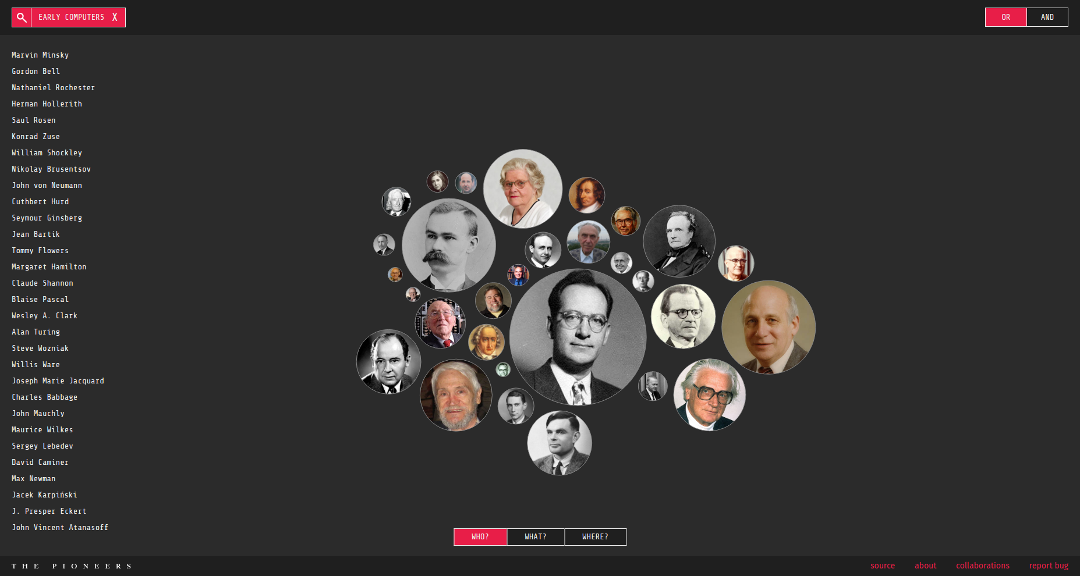 EARLY COMPUTERS X
OR AND
Marvin Minsky
Gordon Bell
Nathaniel Rochester
Herman Hollerith
Saul Rosen
Konrad Zuse
William Shockley
Nikolay Brusentsov
John von Neumann
Cuthbert Hurd
Seymour Ginsberg
Jean Bartik
Tommy Flowers
Margaret Hamilton
Claude Shannon
Blaise Pascal
Wesley A. Clark
Alan Turing
Steve Wozniak
Willis Ware
Joseph Marie Jacquard
Charles Babbage
John Mauchly
Maurice Wilkes
Sergey Lebedev
David Caminer
Max Newman
Jacek Karpiński
J. Presper Eckert
John Vincent Atanasoff
WHO? WHAT? WHERE?
THE PIONEERS source about collaborations report bug